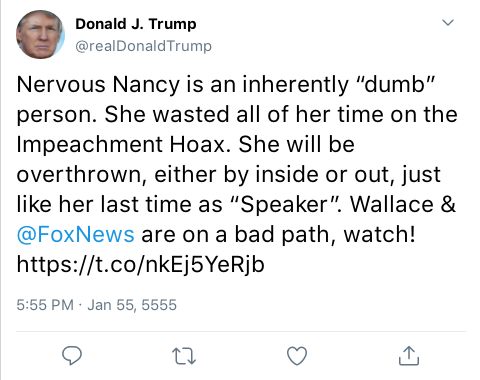 Donald J. Trump
@realDonaldTrump
Nervous Nancy is an inherently “dumb”
person. She wasted all of her time on the
Impeachment Hoax. She will be
overthrown, either by inside or out, just
like her last time as “Speaker”. Wallace &
@FoxNews are on a bad path, watch!
https://t.co/nkEj5YeRjb
5:55 PM · Jan 55, 5555